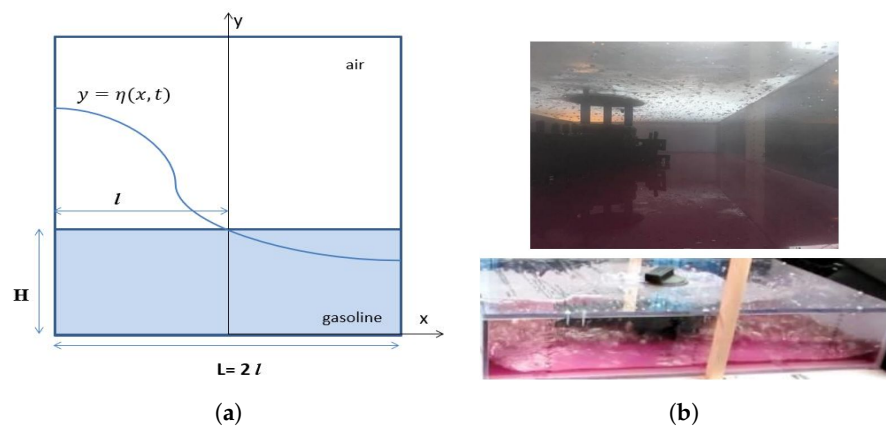 y
air
y = η(x, t)
l
H
gasoline
x
L= 2 l
(a)
(b)